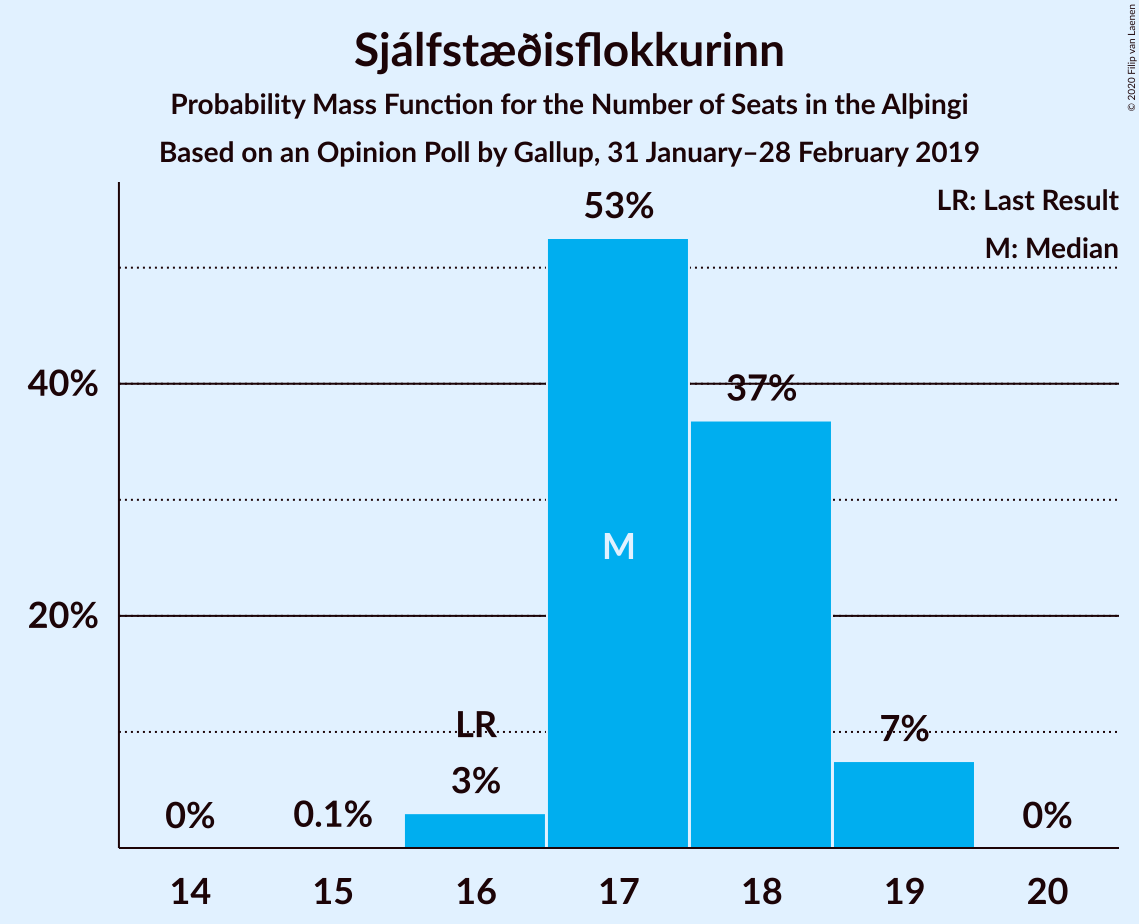 Sjálfstæðisflokkurinn
Probability Mass Function for the Number of Seats in the Alþingi
Based on an Opinion Poll by Gallup, 31 January–28 February 2019
© 2020 Filip van Laenen
LR: Last Result
M: Median
53%
40%
37%
M
20%
LR
7%
3%
0%
0.1%
0%
14
15
16
17
18
19
20